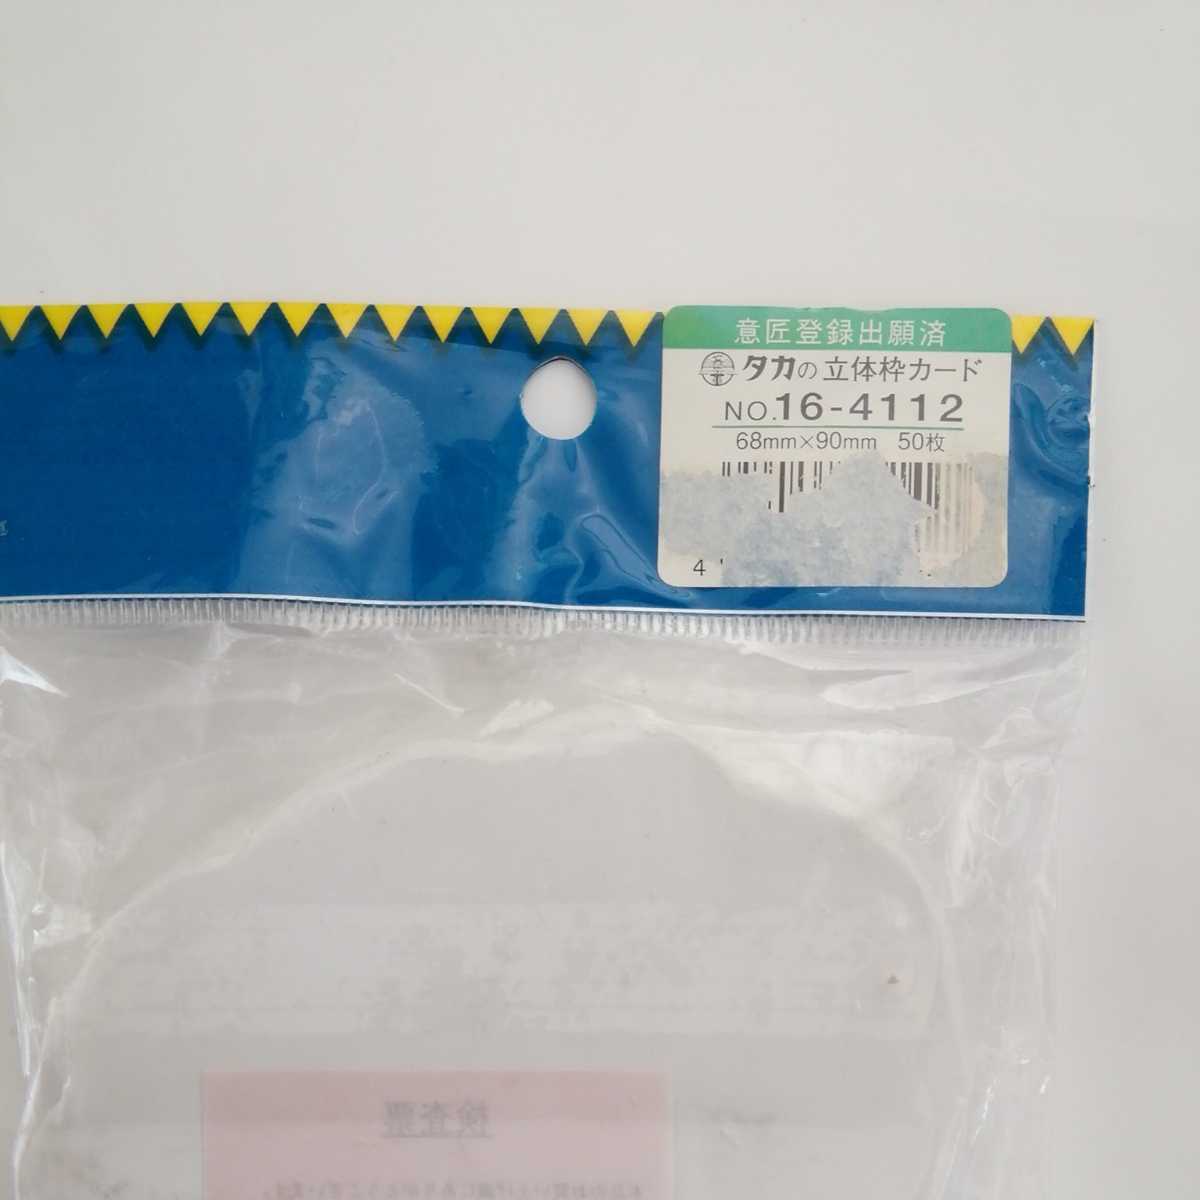 意匠登録出願済
タカの立体枠カード
NO.16-4112
68mm×90mm 50枚
4
検査票